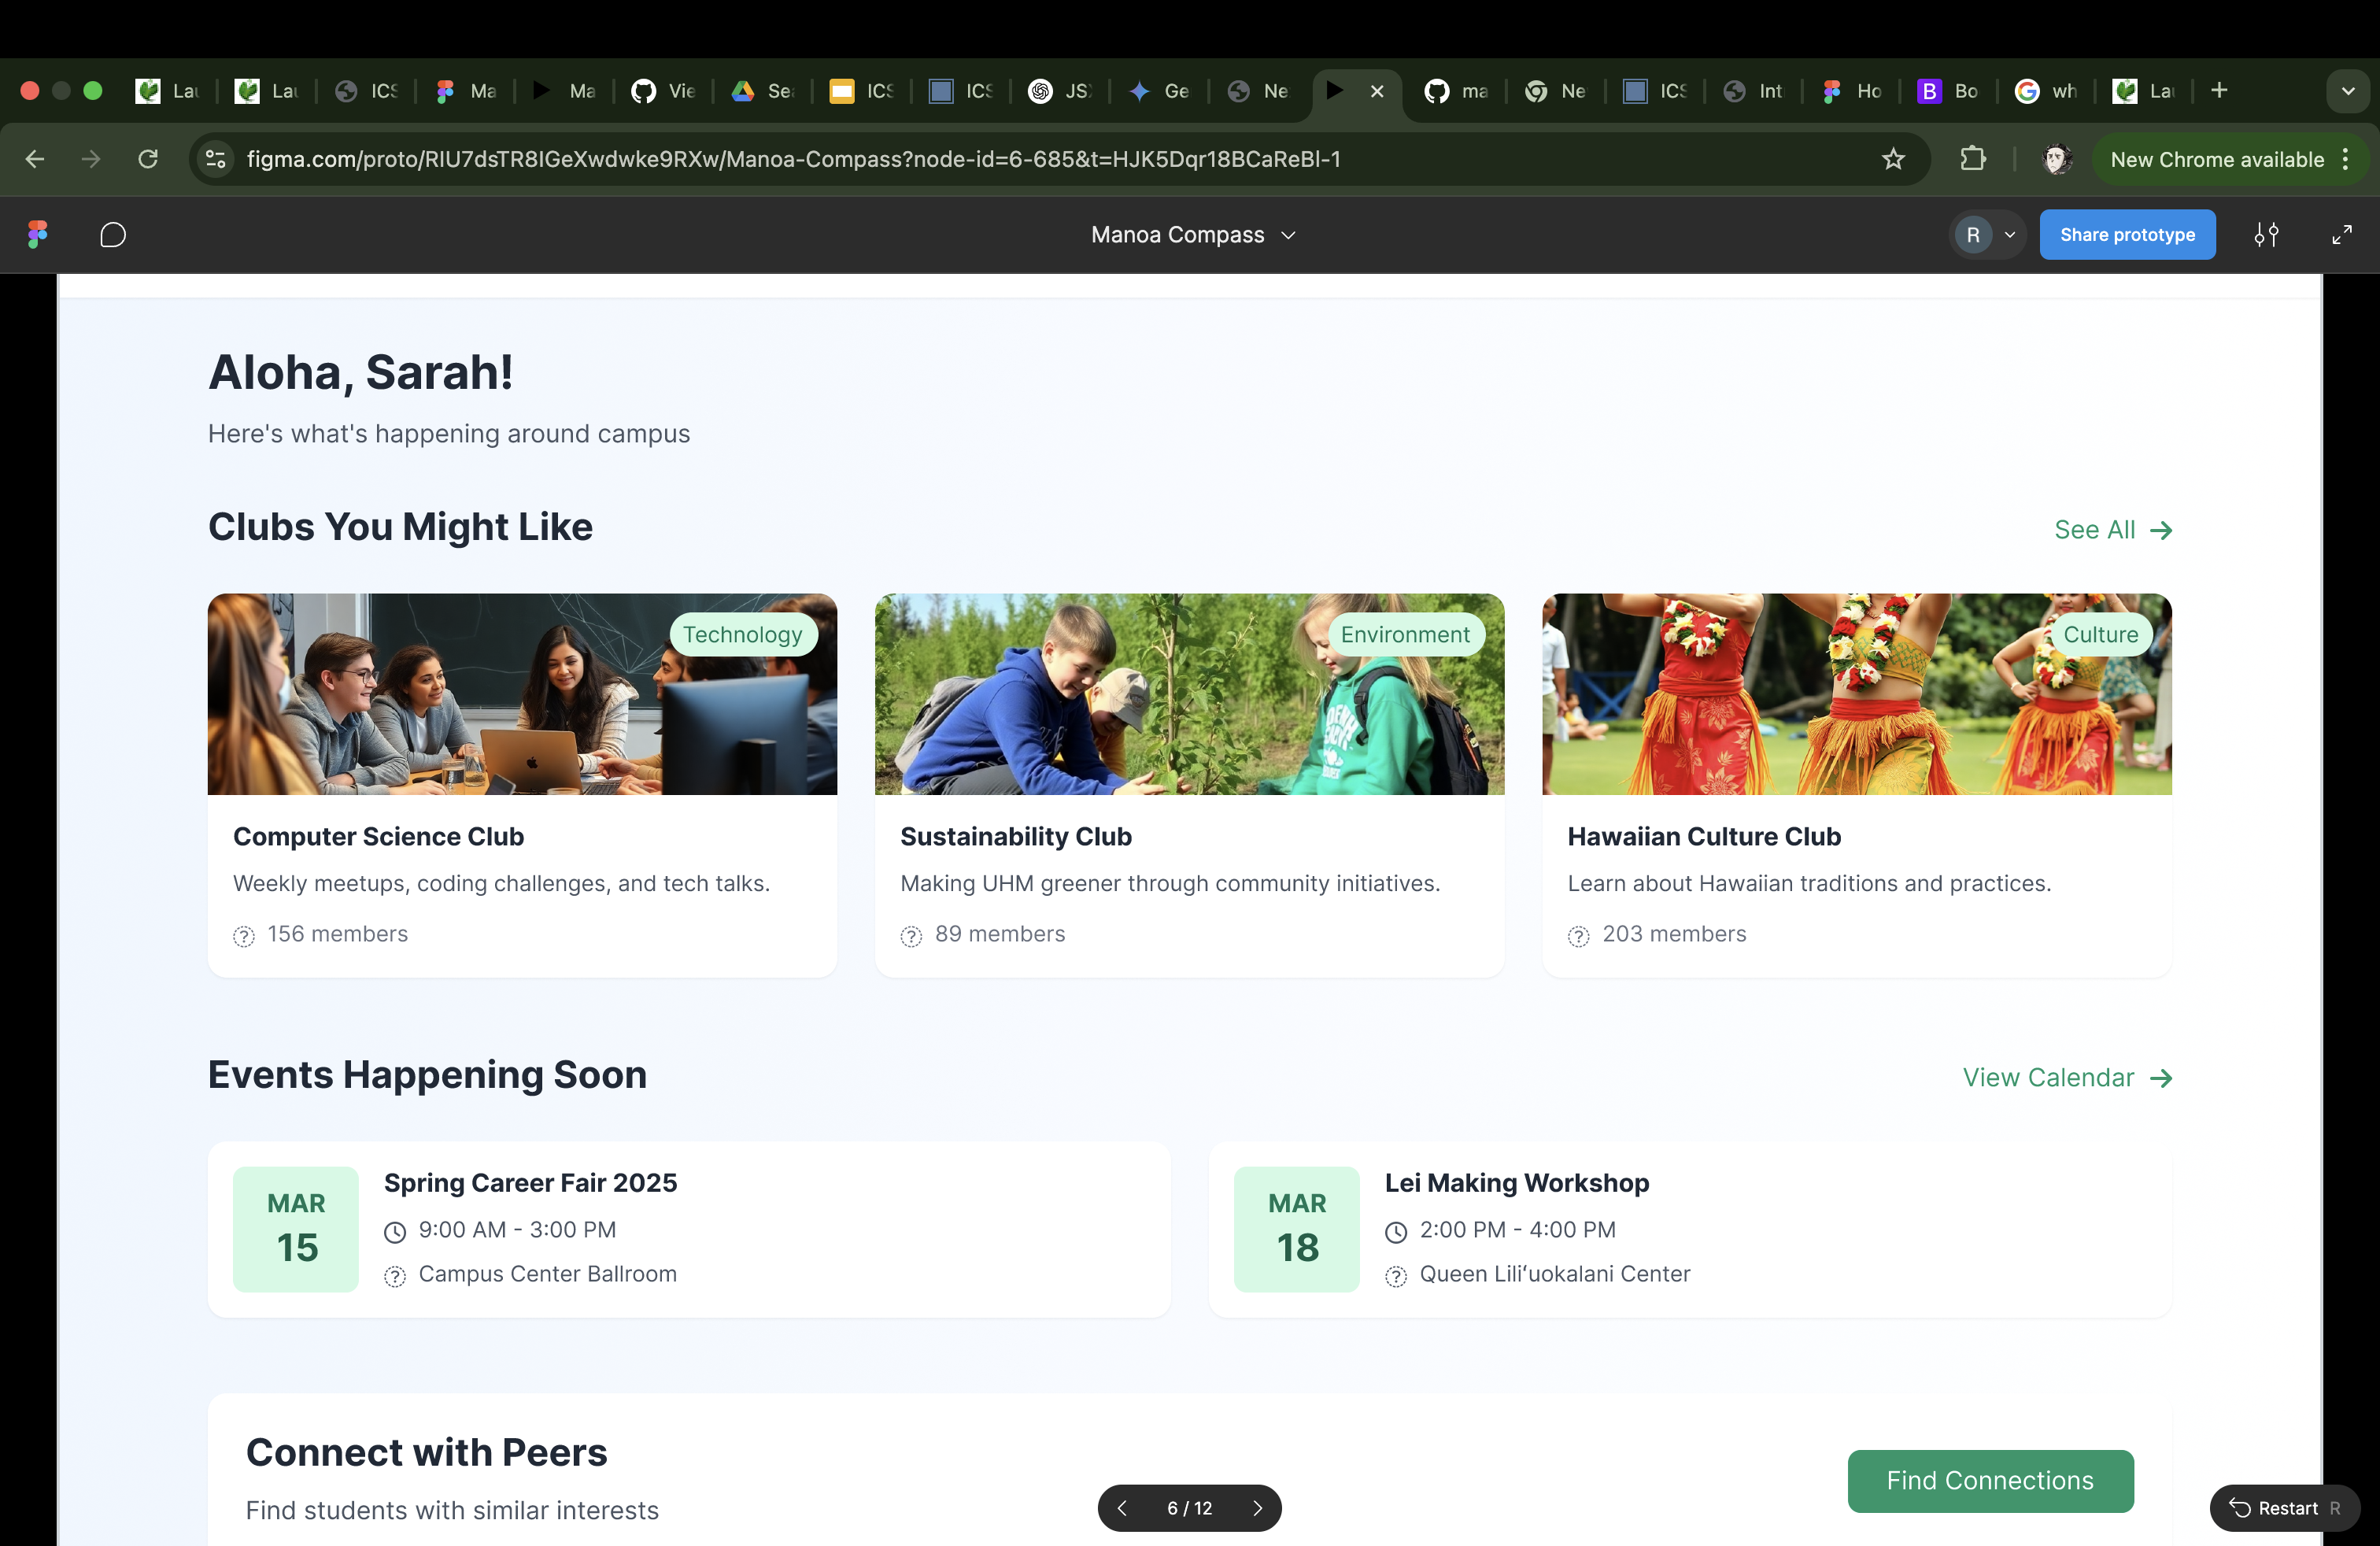 Lau
Lau
ICS
Ma
Ma
Vie
Sea
ICS
ICS
JS
Ge
Ne
ma
Ne
ICS
Int
Ho
B
Bo
wh
Lau
figma.com/proto/RIU7dsTR8IGeXwdwke9RXw/Manoa-Compass?node-id=6-685&t=HJK5Dqr18BCaReBl-1
New Chrome available
Manoa Compass
R
Share prototype
Aloha, Sarah!
Here's what's happening around campus
Clubs You Might Like
See All
Technology
Environment
Culture
Computer Science Club
Weekly meetups, coding challenges, and tech talks.
156 members
Sustainability Club
Making UHM greener through community initiatives.
89 members
Hawaiian Culture Club
Learn about Hawaiian traditions and practices.
203 members
Events Happening Soon
View Calendar
MAR
15
Spring Career Fair 2025
9:00 AM - 3:00 PM
Campus Center Ballroom
MAR
18
Lei Making Workshop
2:00 PM - 4:00 PM
Queen Liliʻuokalani Center
Connect with Peers
Find students with similar interests
Find Connections
6 / 12
Restart R